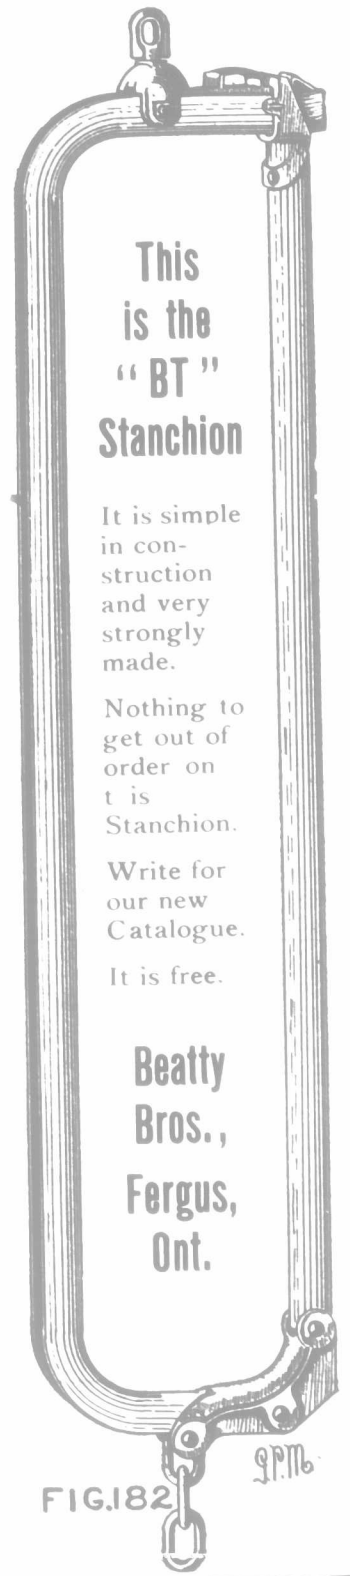 This
is the
“ BT ”
Stanchion
It is simple
in con-
struction
and very
strongly
made.
Nothing to
get out of
order on
t is
Stanchion.
Write for
our new
Catalogue.
It is free.
Beatty
Bros.,
Fergus,
Ont.
FIG.182